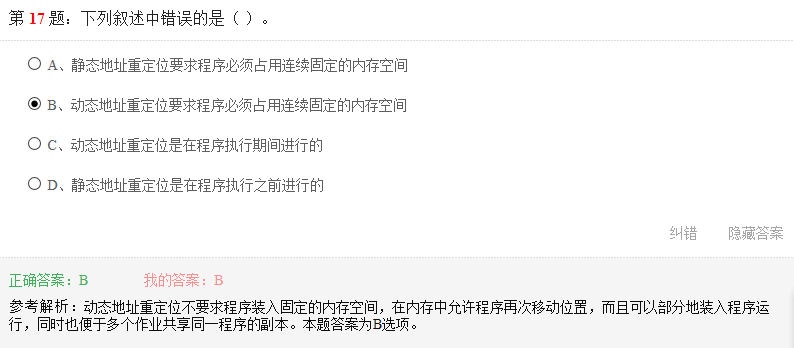 第 17 题：下列叙述中错误的是（ ）。
A、静态地址重定位要求程序必须占用连续固定的内存空间
B、动态地址重定位要求程序必须占用连续固定的内存空间
C、动态地址重定位是在程序执行期间进行的
D、静态地址重定位是在程序执行之前进行的
纠错 隐藏答案
正确答案：B 我的答案：B
参考解析：动态地址重定位不要求程序装入固定的内存空间，在内存中允许程序再次移动位置，而且可以部分地装入程序运
行，同时也便于多个作业共享同一程序的副本。本题答案为B选项。